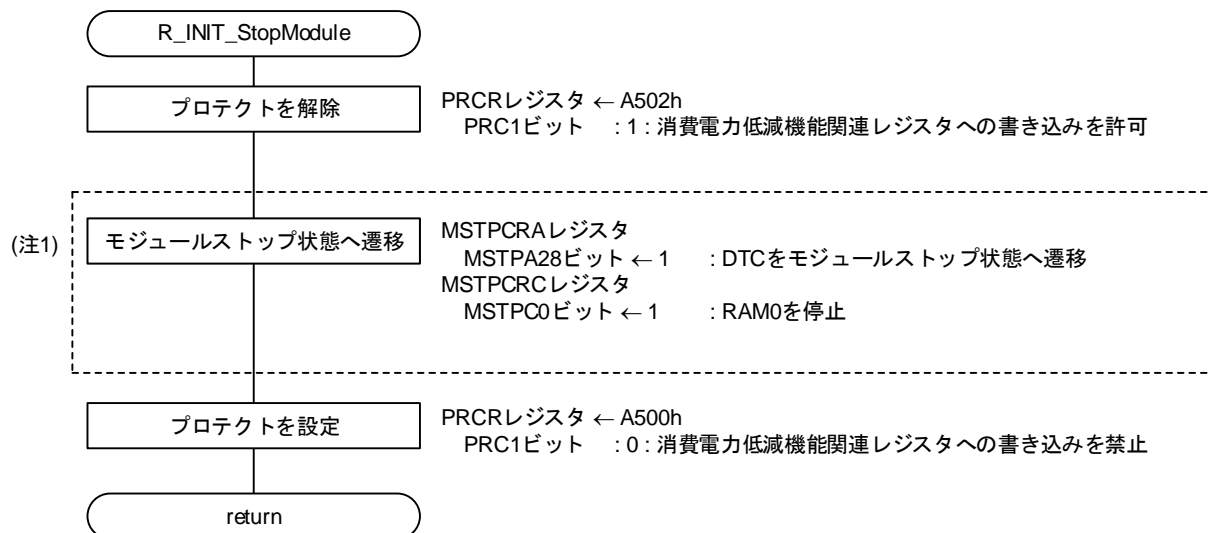 R_INIT_StopModule
プロテクトを解除
PRCRレジスタ ← A502h
PRC1ビット : 1 : 消費電力低減機能関連レジスタへの書き込みを許可
(注1)
モジュールストップ状態へ遷移
MSTPCRAレジスタ
MSTPA28ビット ← 1 : DTCをモジュールストップ状態へ遷移
MSTPCRCレジスタ
MSTPC0ビット ← 1 : RAM0を停止
プロテクトを設定
PRCRレジスタ ← A500h
PRC1ビット : 0 : 消費電力低減機能関連レジスタへの書き込みを禁止
return